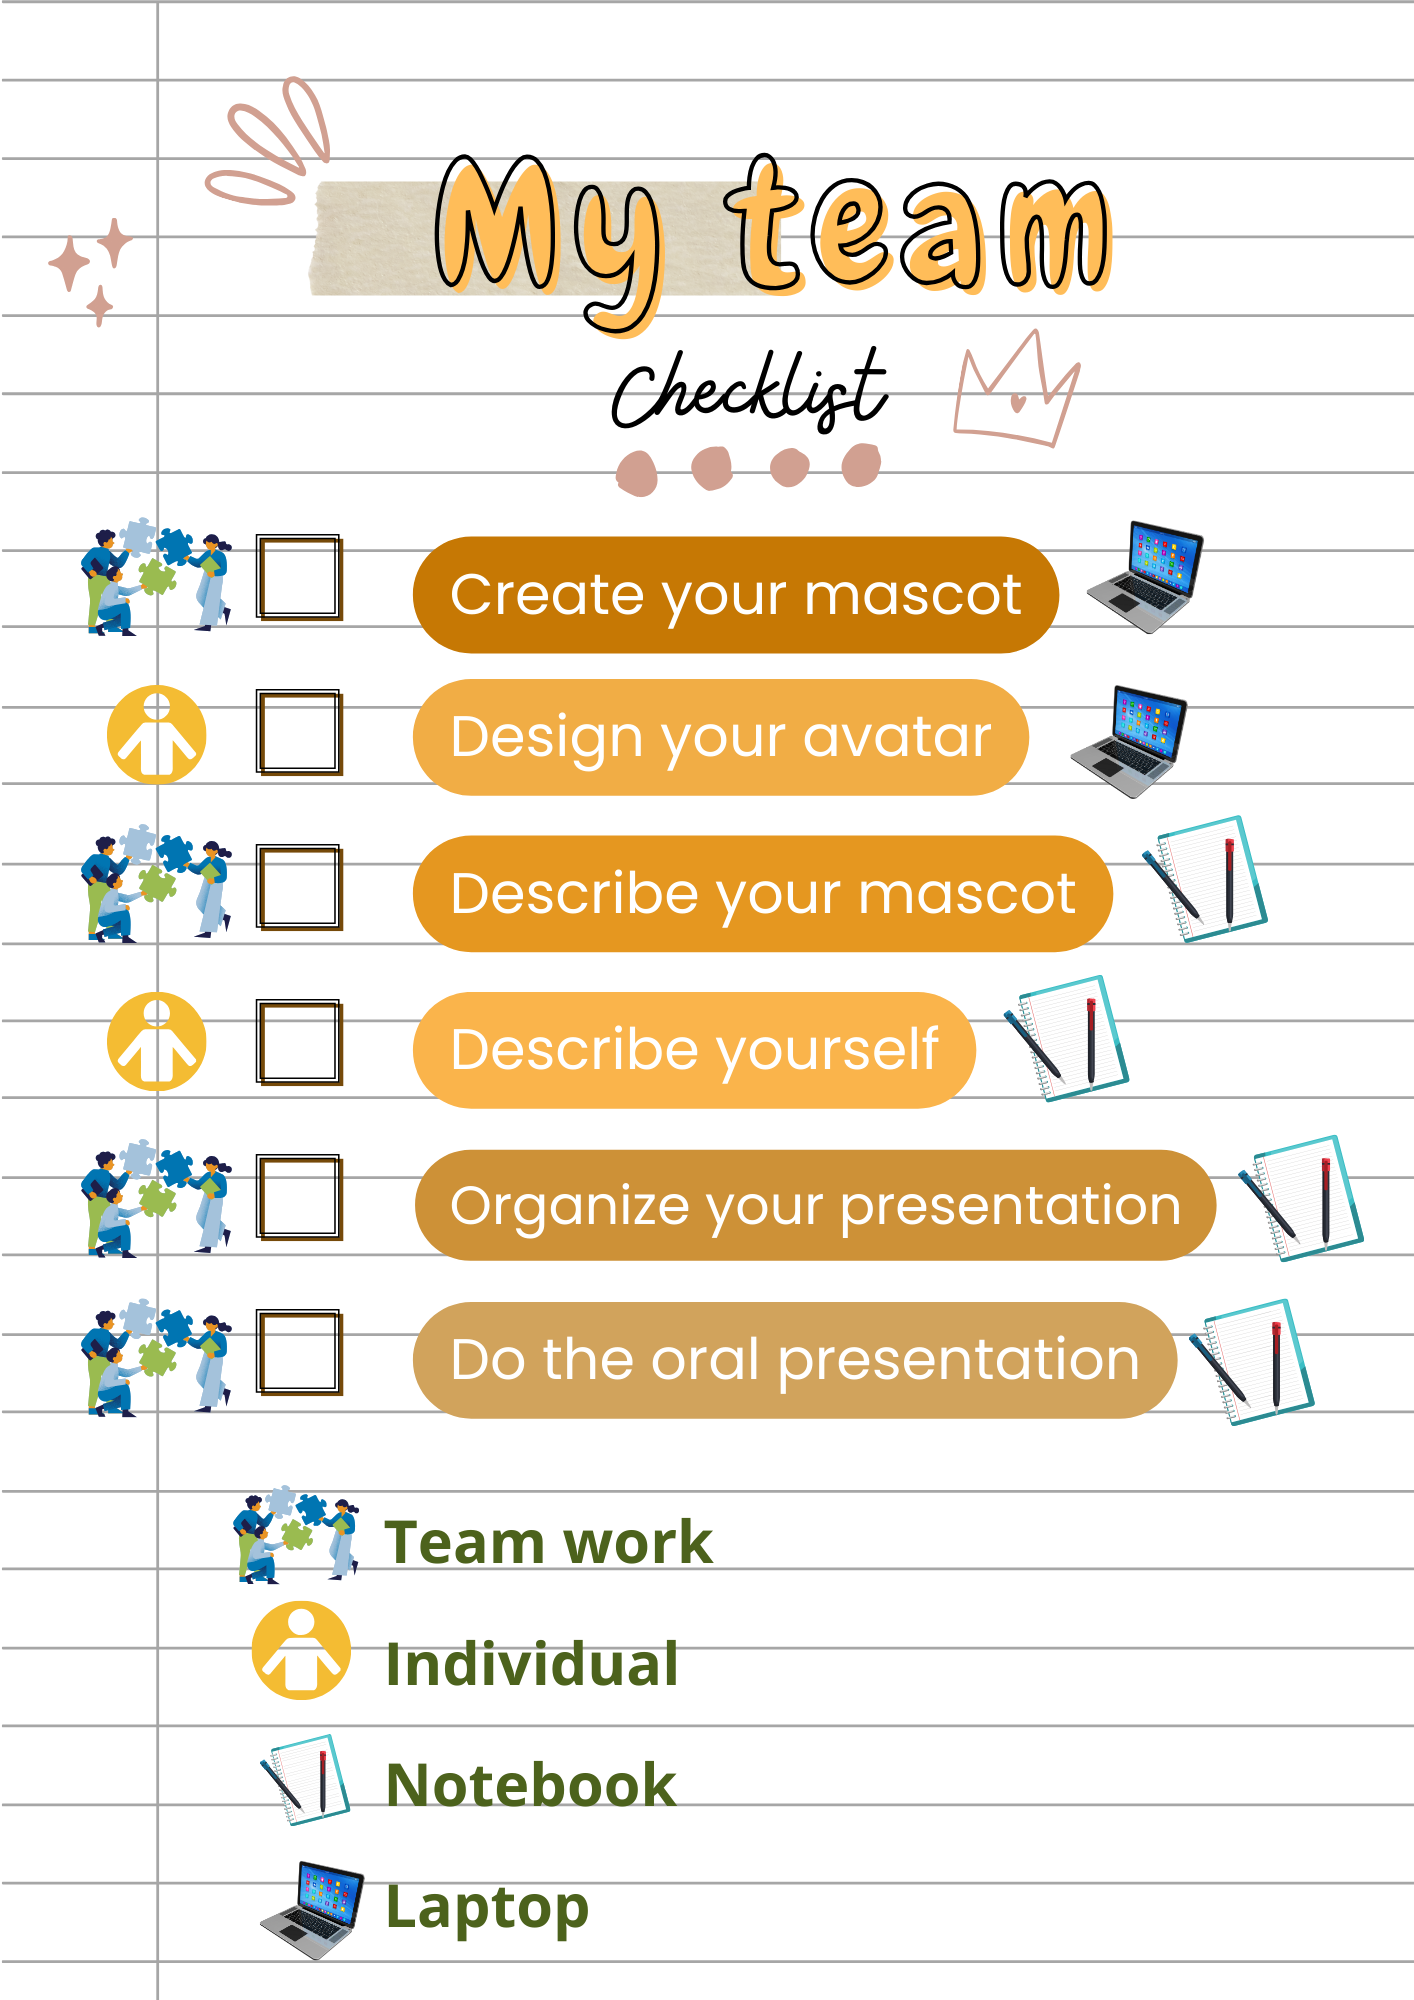 My team
Checklist
Create your mascot
Design your avatar
Describe your mascot
Describe yourself
Organize your presentation
Do the oral presentation
Team work
Individual
Notebook
Laptop